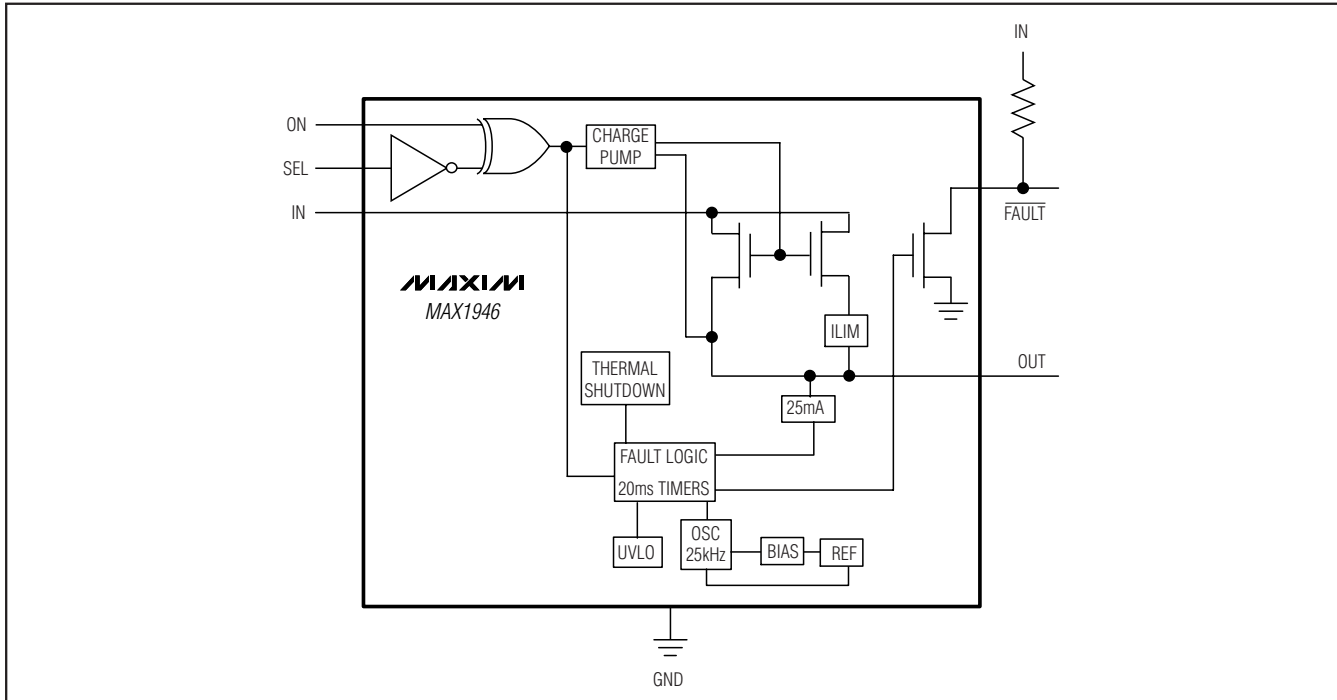 IN
ON
CHARGE
PUMP
SEL
IN
FAULT
MAXIM
MAX1946
ILIM
THERMAL
SHUTDOWN
OUT
25mA
FAULT LOGIC
20ms TIMERS
UVLO
OSC
25kHz
BIAS
REF
GND